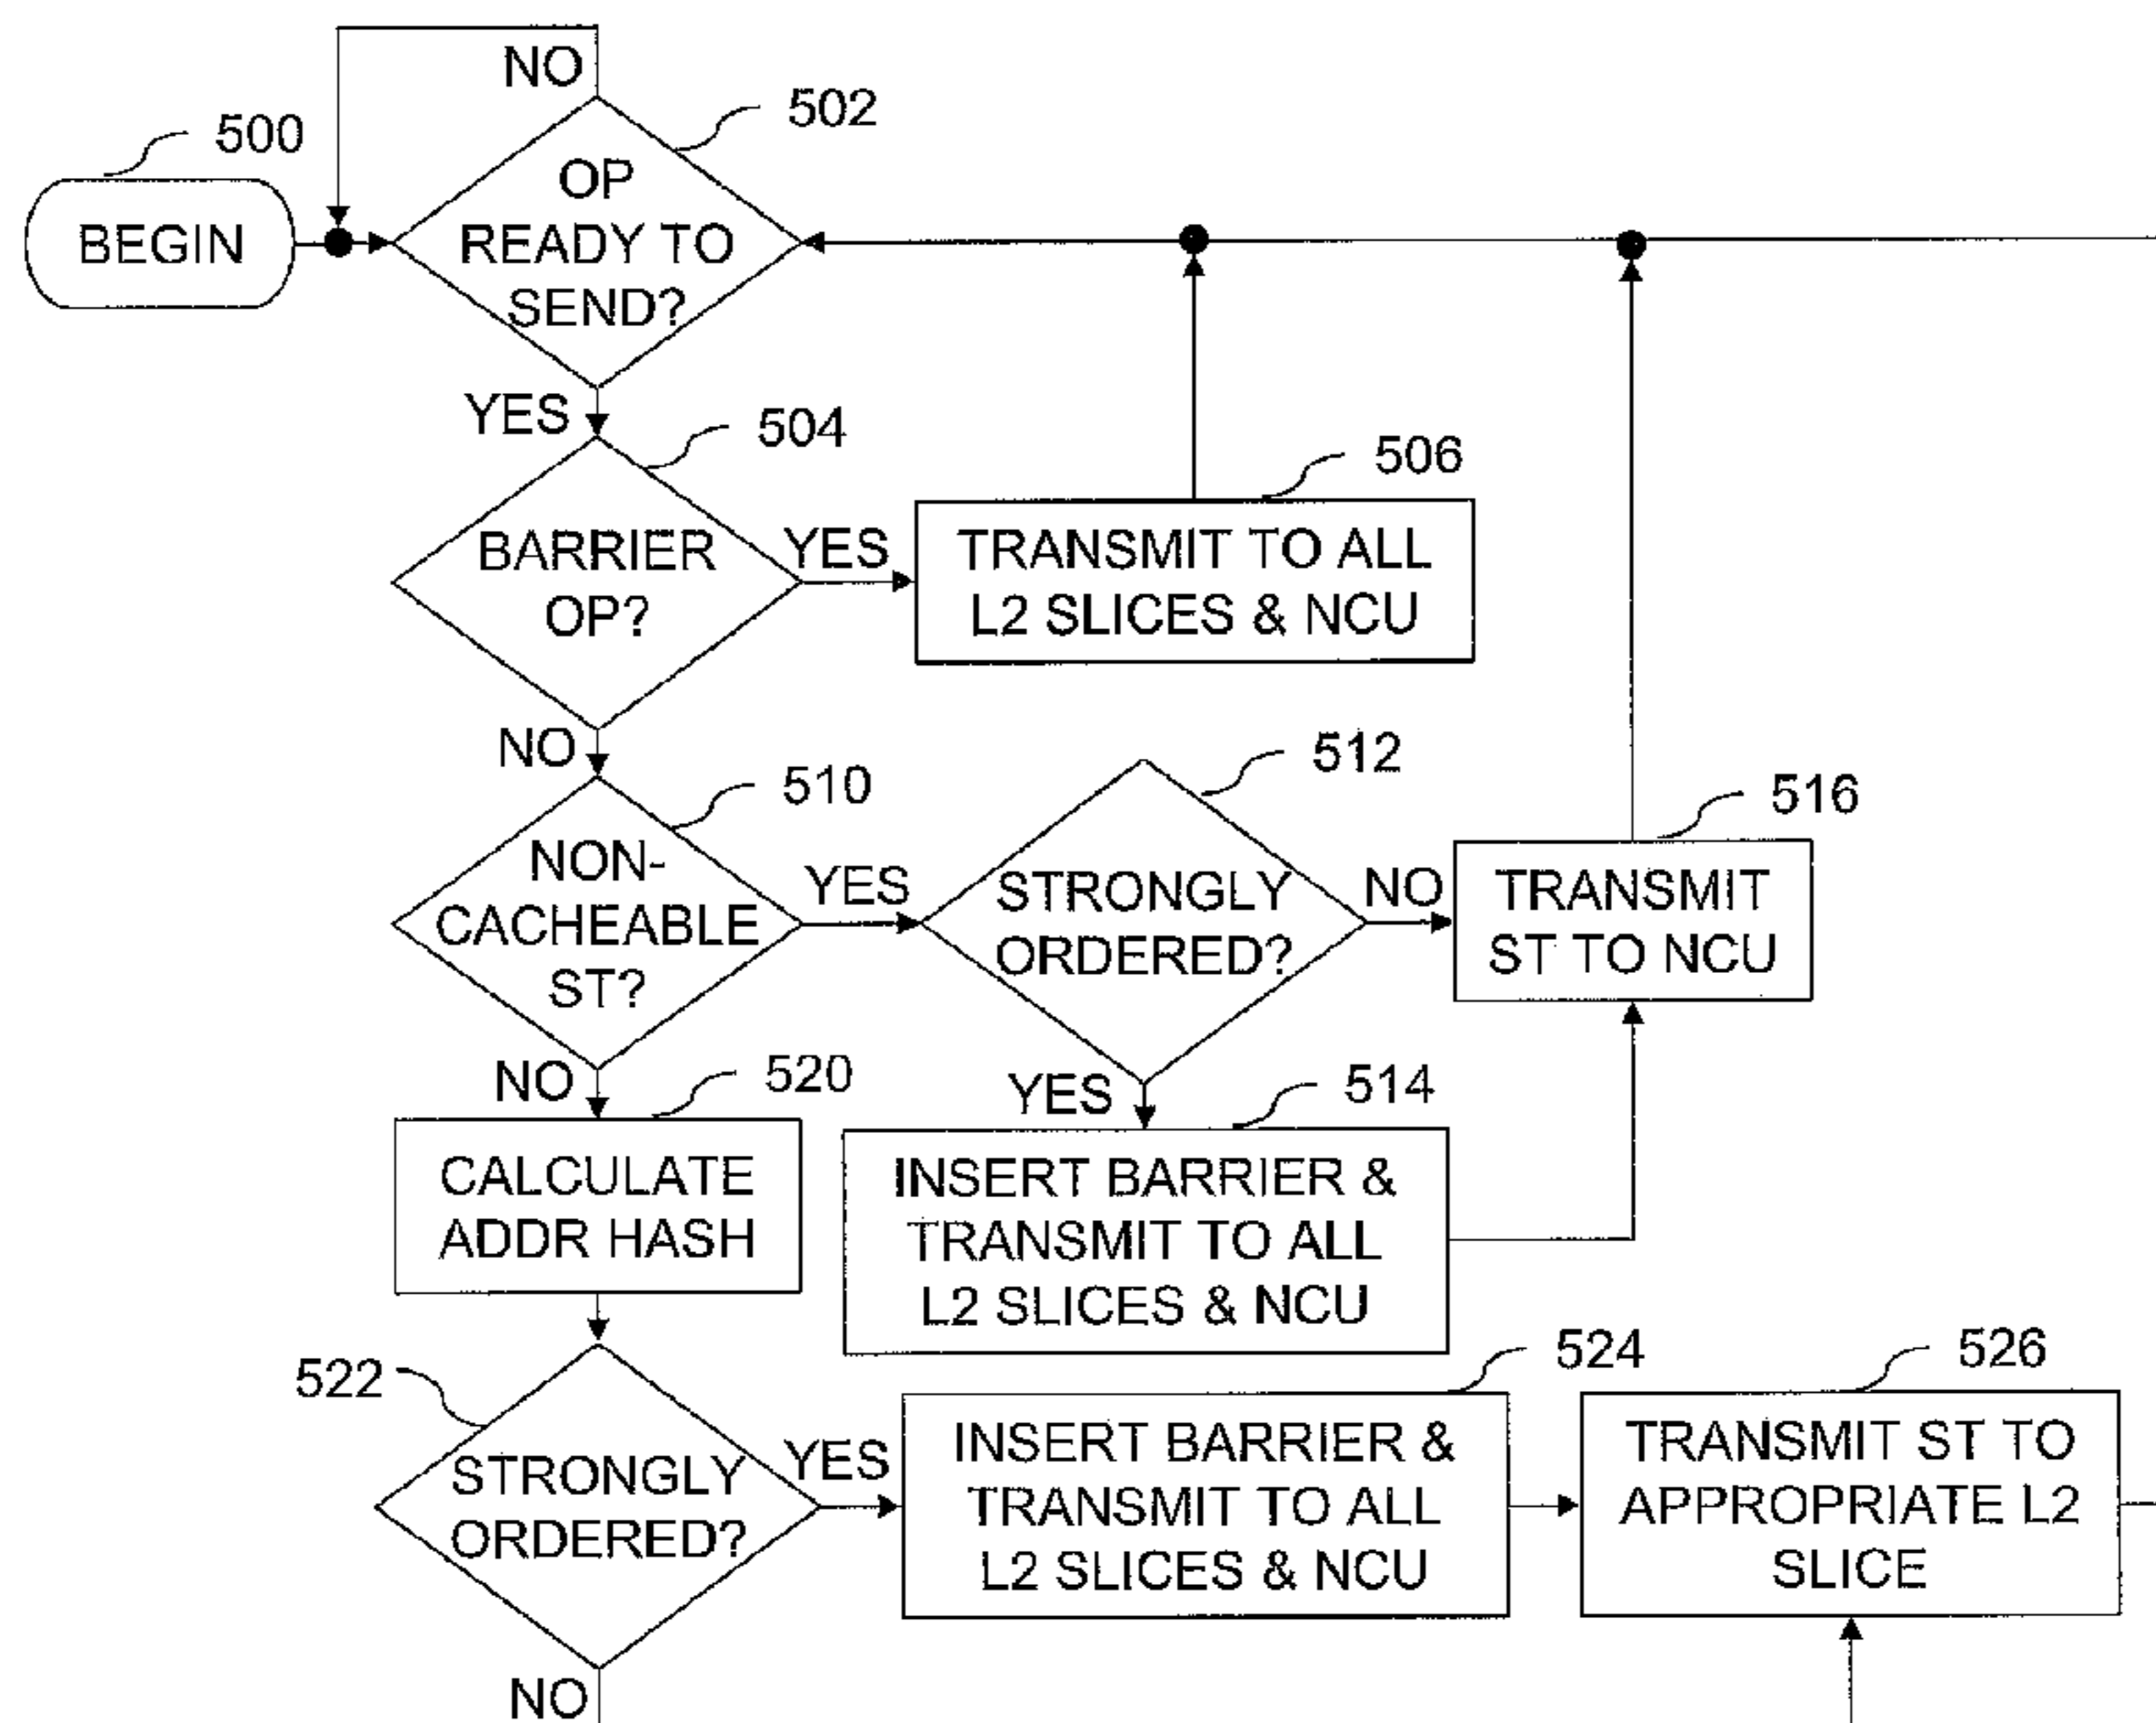 NO
502
500
OP
READY TO
SEND?
BEGIN
YES
504
506
BARRIER
OP?
YES
TRANSMIT TO ALL
L2 SLICES & NCU
NO
510
512
516
NON-
CACHEABLE
ST?
YES
STRONGLY
ORDERED?
NO
TRANSMIT
ST TO NCU
NO
520
YES
514
CALCULATE
ADDR HASH
INSERT BARRIER &
TRANSMIT TO ALL
L2 SLICES & NCU
522
524
526
STRONGLY
ORDERED?
YES
INSERT BARRIER &
TRANSMIT TO ALL
L2 SLICES & NCU
TRANSMIT ST TO
APPROPRIATE L2
SLICE
NO